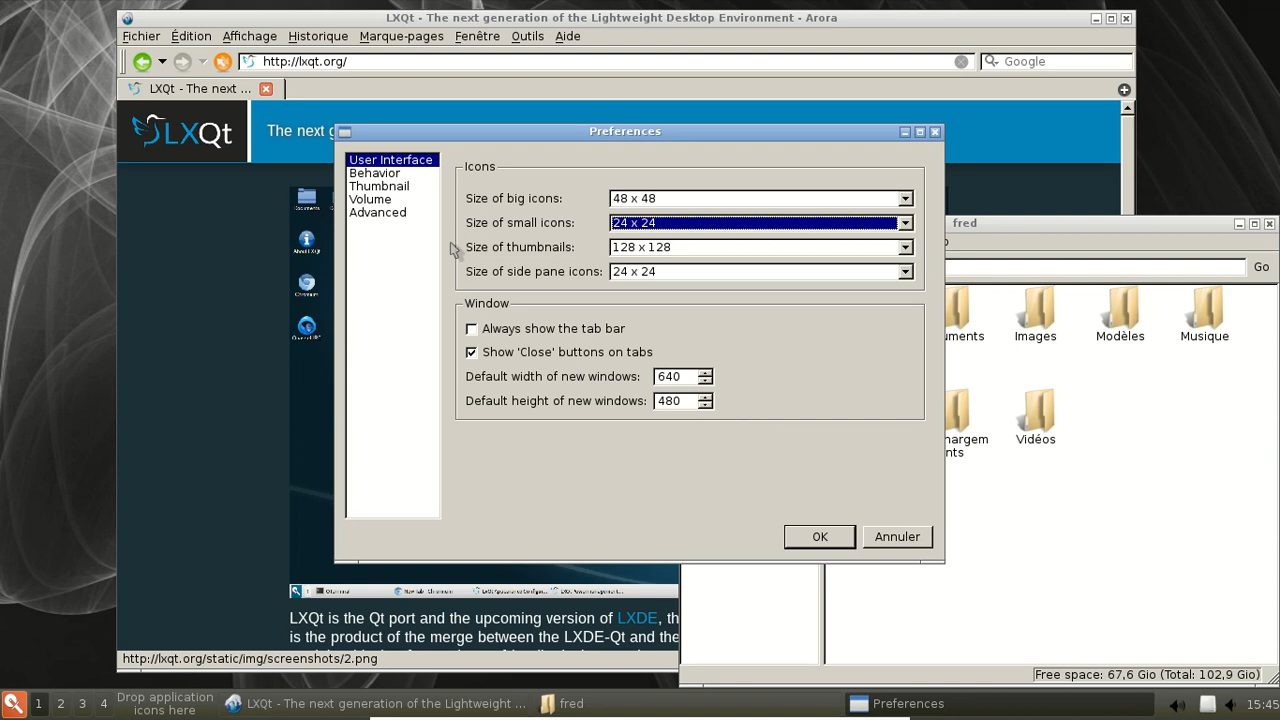 LXQt - The next generation of the Lightweight Desktop Environment - Arora
Fichier Édition Affichage Historique Marque-pages Fenêtre Outils Aide
http://lxqt.org/
Google
LXQt - The next ...
LXQt
The next g
Preferences
User Interface
Behavior
Thumbnail
Volume
Advanced
Icons
Size of big icons: 48 x 48
Size of small icons: 24 x 24
Size of thumbnails: 128 x 128
Size of side pane icons: 24 x 24
Window
Always show the tab bar
Show 'Close' buttons on tabs
Default width of new windows: 640
Default height of new windows: 480
OK Annuler
fred
Go
uments Images Modèles Musique
hargem
nts
Vidéos
Free space: 67,6 Gio (Total: 102,9 Gio)
Documents
About LXQt
Chromium
LXQt is the Qt port and the upcoming version of LXDE, th
is the product of the merge between the LXDE-Qt and the
http://lxqt.org/static/img/screenshots/2.png
1 2 3 4
Drop application
icons here
LXQt - The next generation of the Lightweight ...
fred
Preferences
15:45